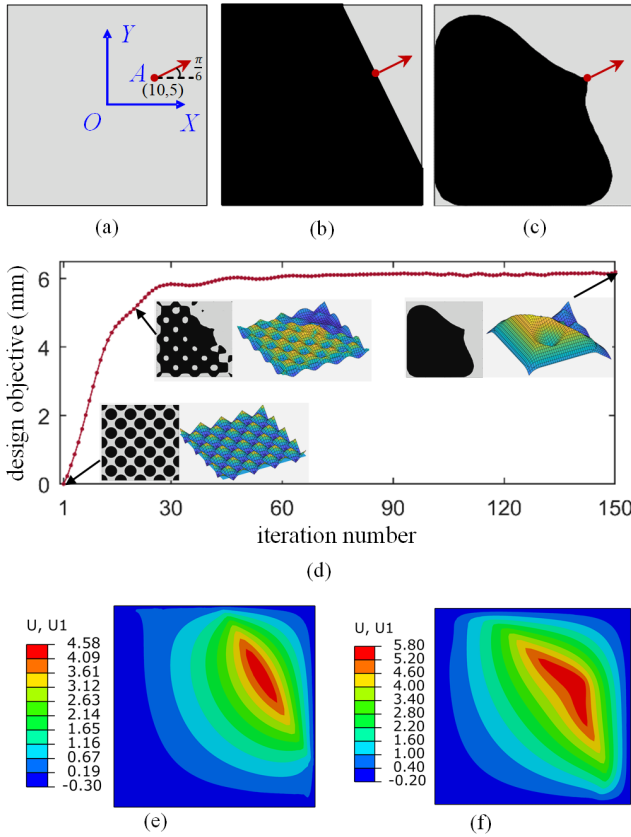 Y
A
π/6
(10,5)
O
X
(a)
(b)
(c)
design objective (mm)
6
4
2
0
1
30
60
90
120
150
iteration number
(d)
U, U1
4.58
4.09
3.61
3.12
2.63
2.14
1.65
1.16
0.67
0.19
-0.30
(e)
U, U1
5.80
5.20
4.60
4.00
3.40
2.80
2.20
1.60
1.00
0.40
-0.20
(f)